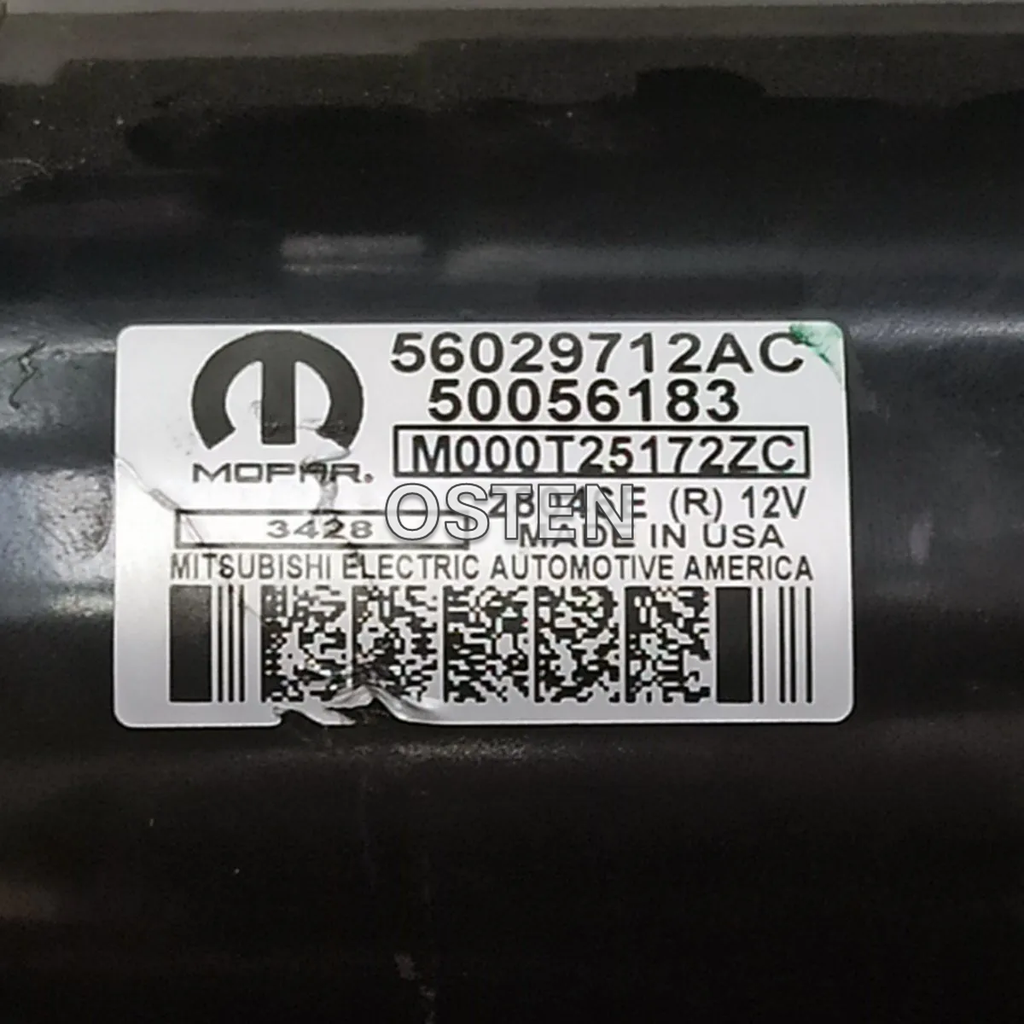 56029712AC
50056183
MOPAR®
M000T25172ZC
(R) 12V
3428
OSTEN
MADE IN USA
MITSUBISHI ELECTRIC AUTOMOTIVE AMERICA